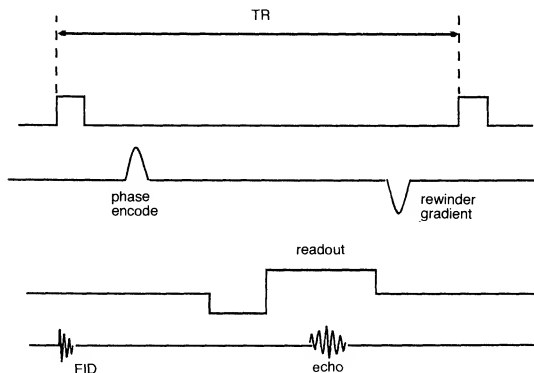 TR
phase
encode
rewinder
gradient
readout
FID
echo